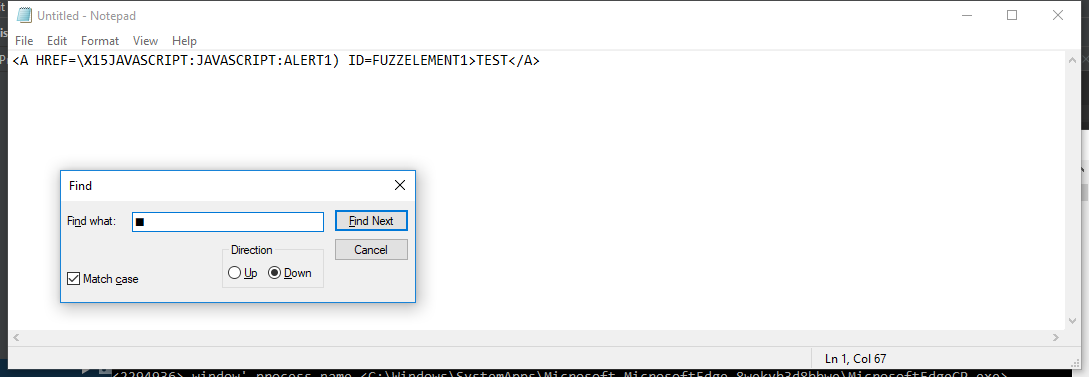 Untitled - Notepad
File Edit Format View Help
<A HREF=\X15JAVASCRIPT:JAVASCRIPT:ALERT1) ID=FUZZELEMENT1>TEST</A>
Find
Find what: ■ Find Next
Direction Cancel
Match case Up Down
Ln 1, Col 67
<2294936> window' process name <C:\Windows\SystemApps\Microsoft.MicrosoftEdge_8wekyb3d8bbwe\MicrosoftEdgeCP.exe>